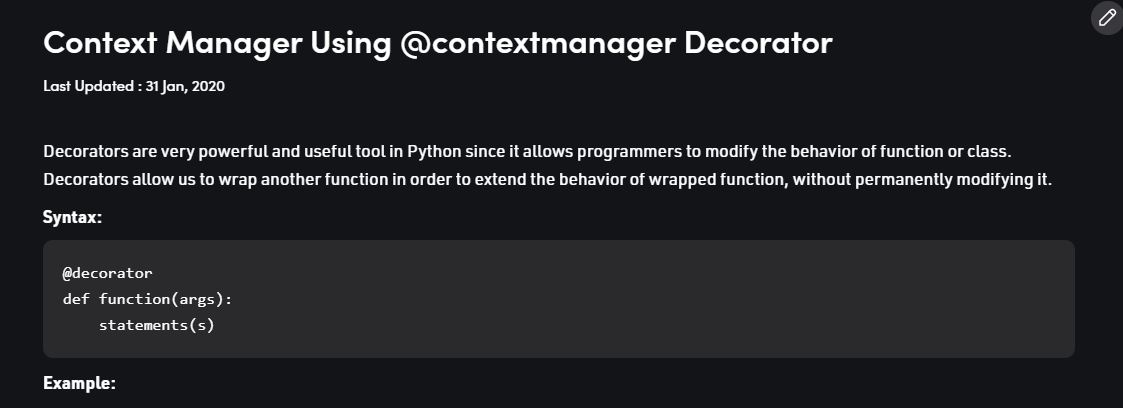 Context Manager Using @contextmanager Decorator
Last Updated : 31 Jan, 2020
Decorators are very powerful and useful tool in Python since it allows programmers to modify the behavior of function or class.
Decorators allow us to wrap another function in order to extend the behavior of wrapped function, without permanently modifying it.
Syntax:
@decorator
def function(args):
    statements(s)
Example: